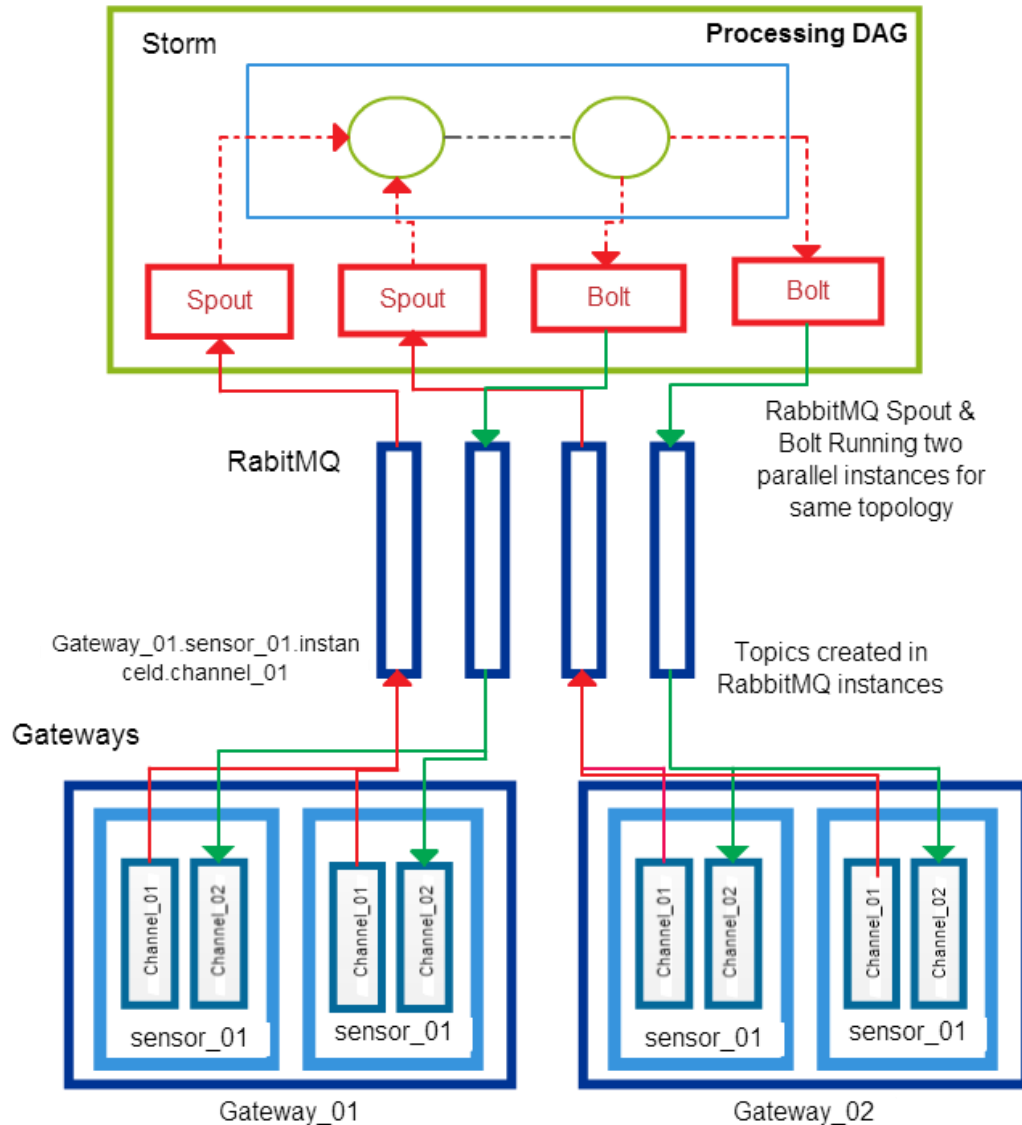 Processing DAG
Storm
Spout
Spout
Bolt
Bolt
RabbitMQ Spout &
Bolt Running two
parallel instances for
same topology
RabitMQ
Gateway_01.sensor_01.instan
ceId.channel_01
Topics created in
RabbitMQ instances
Gateways
Channel_01
Channel_02
Channel_01
Channel_02
Channel_01
Channel_02
Channel_01
Channel_02
sensor_01
sensor_01
sensor_01
sensor_01
Gateway_01
Gateway_02